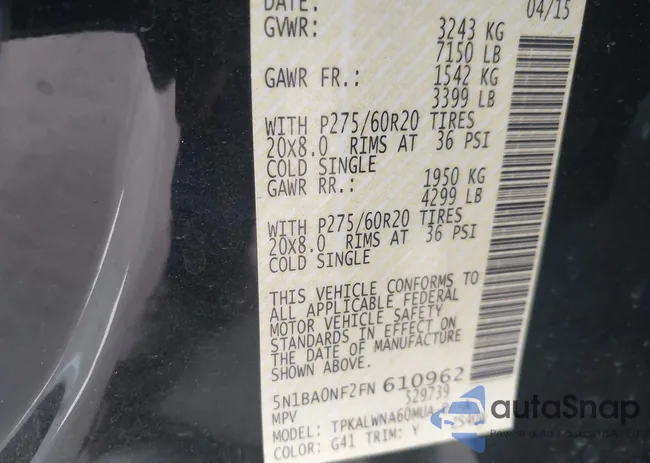 DATE: 04/15
GVWR: 3243 KG
7150 LB
GAWR FR.: 1542 KG
3399 LB
WITH P275/60R20 TIRES
20X8.0 RIMS AT 36 PSI
COLD SINGLE
GAWR RR.: 1950 KG
4299 LB
WITH P275/60R20 TIRES
20X8.0 RIMS AT 36 PSI
COLD SINGLE
THIS VEHICLE CONFORMS TO
ALL APPLICABLE FEDERAL
MOTOR VEHICLE SAFETY
STANDARDS IN EFFECT ON
THE DATE OF MANUFACTURE
SHOWN ABOVE.
5N1BA0NF2FN 610962
MPV 529739
MODEL: TPKALWNA60MUA
COLOR: G41 TRIM: Y
autoSnap